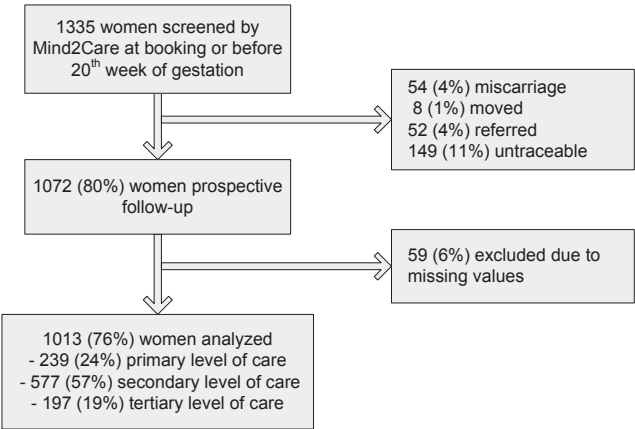 1335 women screened by
Mind2Care at booking or before
20th week of gestation
54 (4%) miscarriage
8 (1%) moved
52 (4%) referred
149 (11%) untraceable
1072 (80%) women prospective
follow-up
59 (6%) excluded due to
missing values
1013 (76%) women analyzed
- 239 (24%) primary level of care
- 577 (57%) secondary level of care
- 197 (19%) tertiary level of care